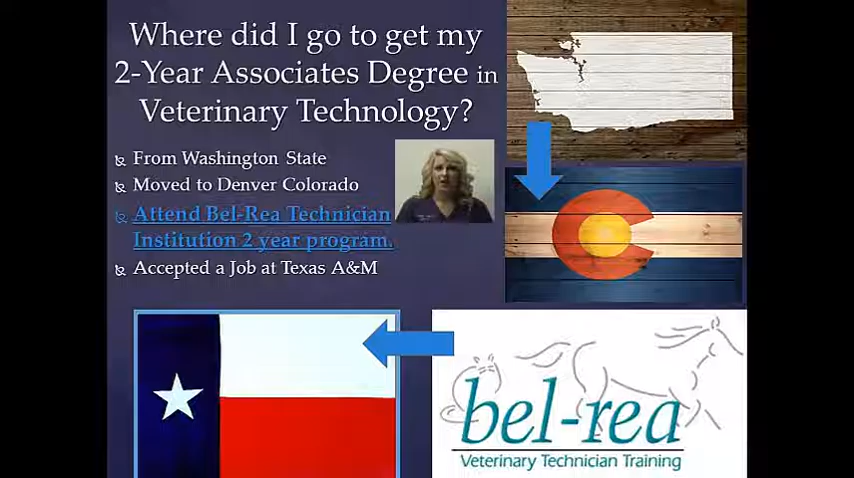 Where did I go to get my
2-Year Associates Degree in
Veterinary Technology?
From Washington State
Moved to Denver Colorado
Attend Bel-Rea Technician
Institution 2 year program.
Accepted a Job at Texas A&M
bel-rea
Veterinary Technician Training